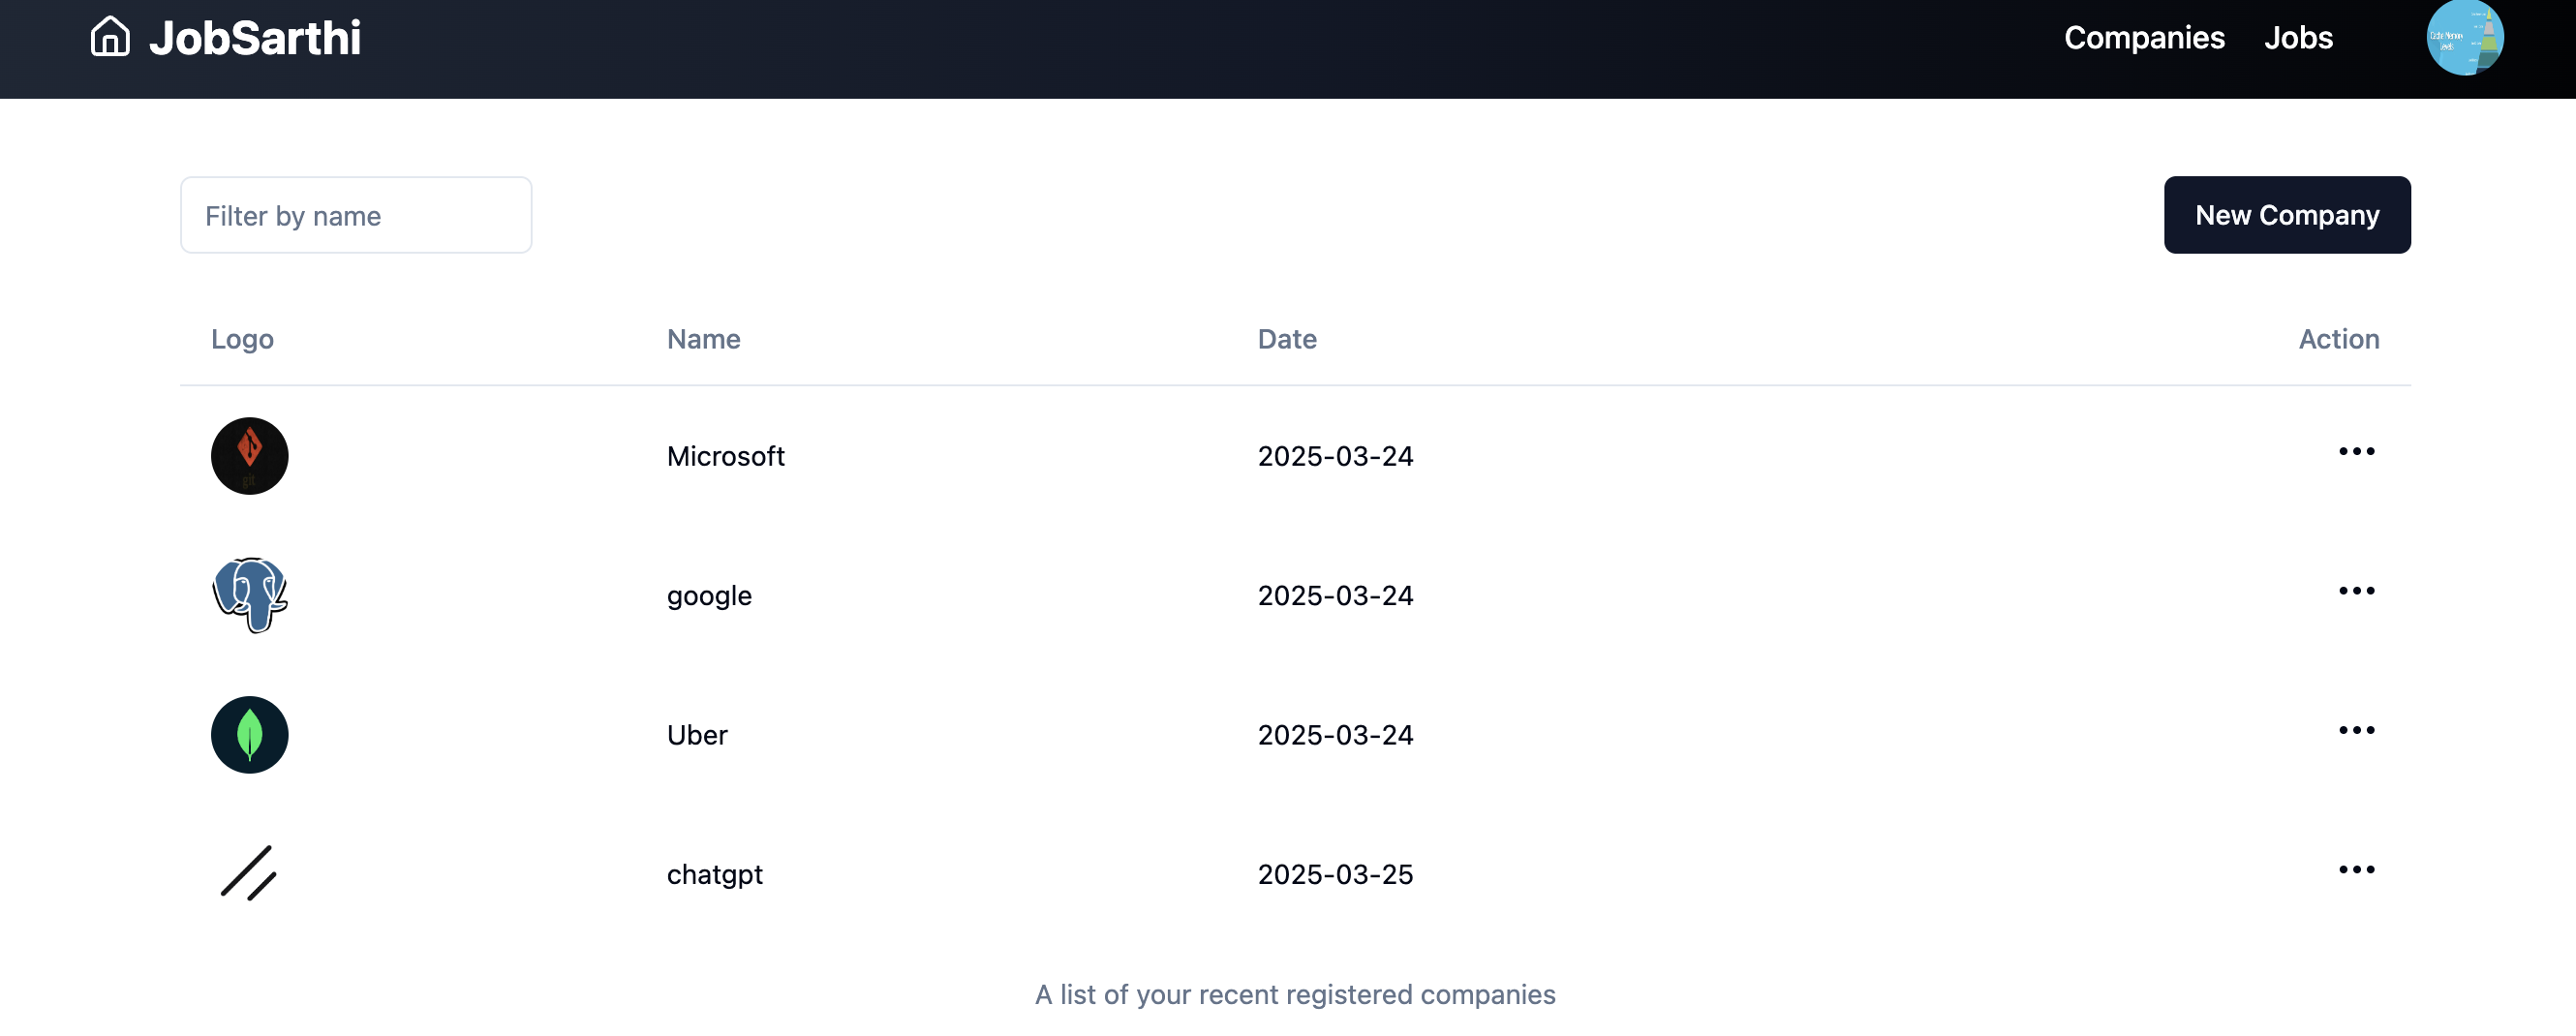 JobSarthi Companies Jobs
Filter by name New Company
Logo Name Date Action
git
Microsoft 2025-03-24
google 2025-03-24
Uber 2025-03-24
chatgpt 2025-03-25
A list of your recent registered companies